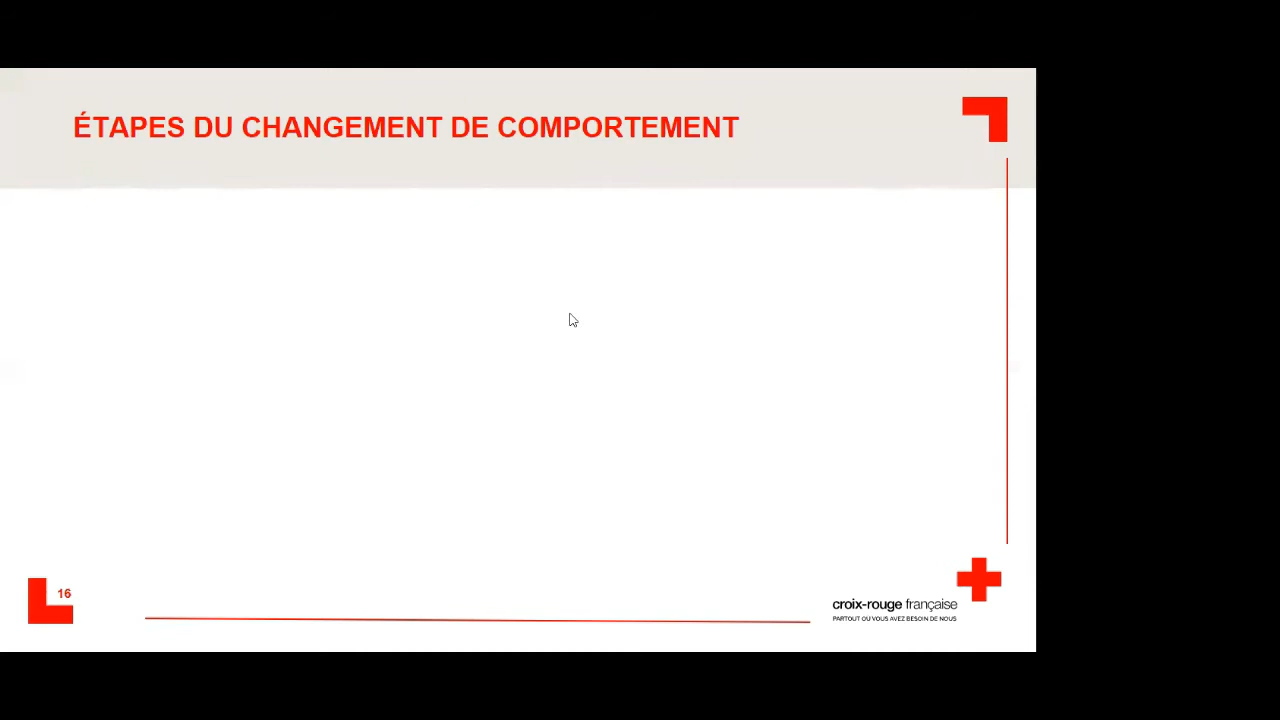 ÉTAPES DU CHANGEMENT DE COMPORTEMENT
16
croix-rouge française
PARTOUT OÙ VOUS AVEZ BESOIN DE NOUS